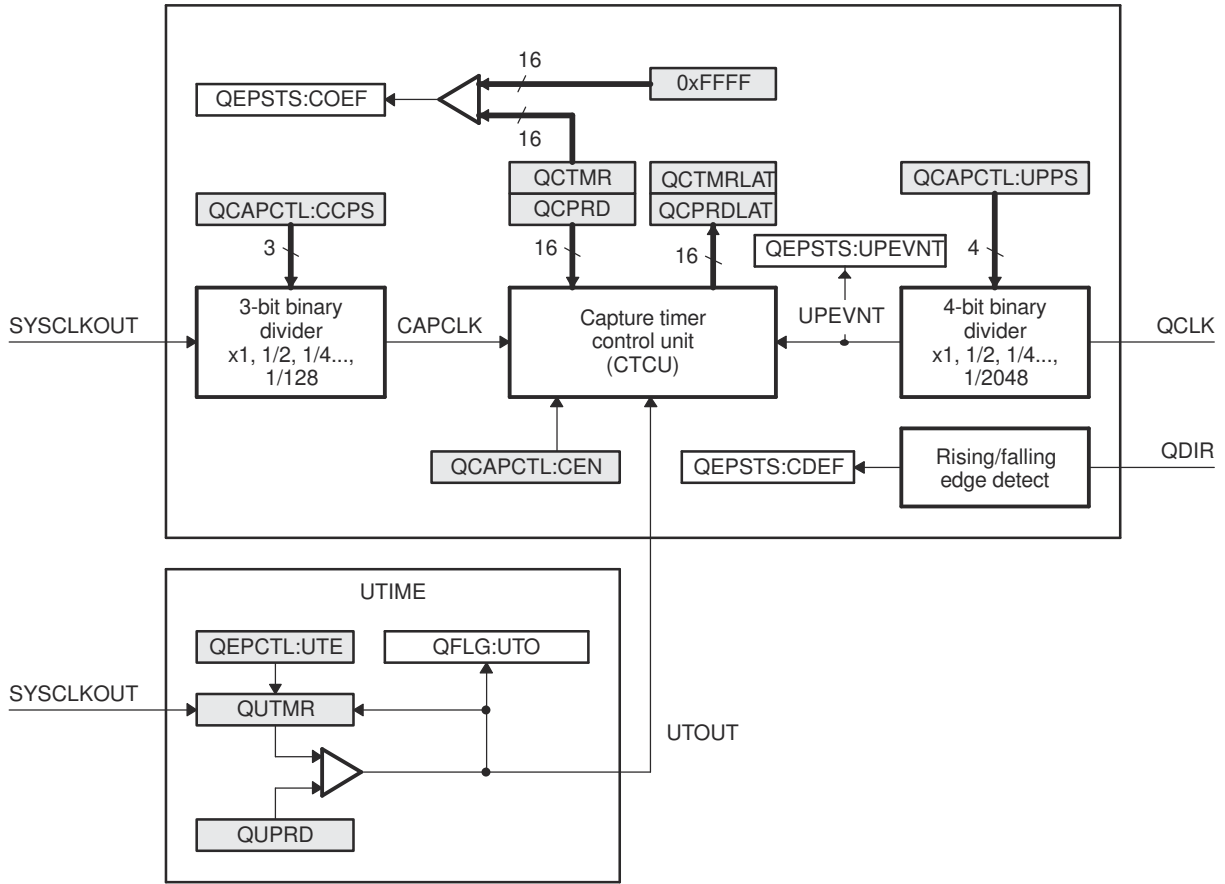 16
0xFFFF
QEPSTS:COEF
16
QCTMR
QCTMRLAT
QCAPCTL:UPPS
QCAPCTL:CCPS
QCPRD
QCPRDLAT
3
16
16
QEPSTS:UPEVNT
4
SYSCLKOUT
3-bit binary
divider
x1, 1/2, 1/4...,
1/128
CAPCLK
Capture timer
control unit
(CTCU)
UPEVNT
4-bit binary
divider
x1, 1/2, 1/4...,
1/2048
QCLK
QCAPCTL:CEN
QEPSTS:CDEF
Rising/falling
edge detect
QDIR
UTIME
QEPCTL:UTE
QFLG:UTO
SYSCLKOUT
QUTMR
UTOUT
QUPRD